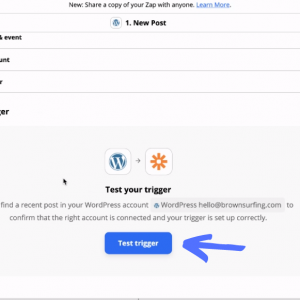 New: Share a copy of your Zap with anyone. Learn More.
1. New Post
& event
unt
r
ger
Test your trigger
find a recent post in your WordPress account WordPress hello@brownsurfing.com to
confirm that the right account is connected and your trigger is set up correctly.
Test trigger